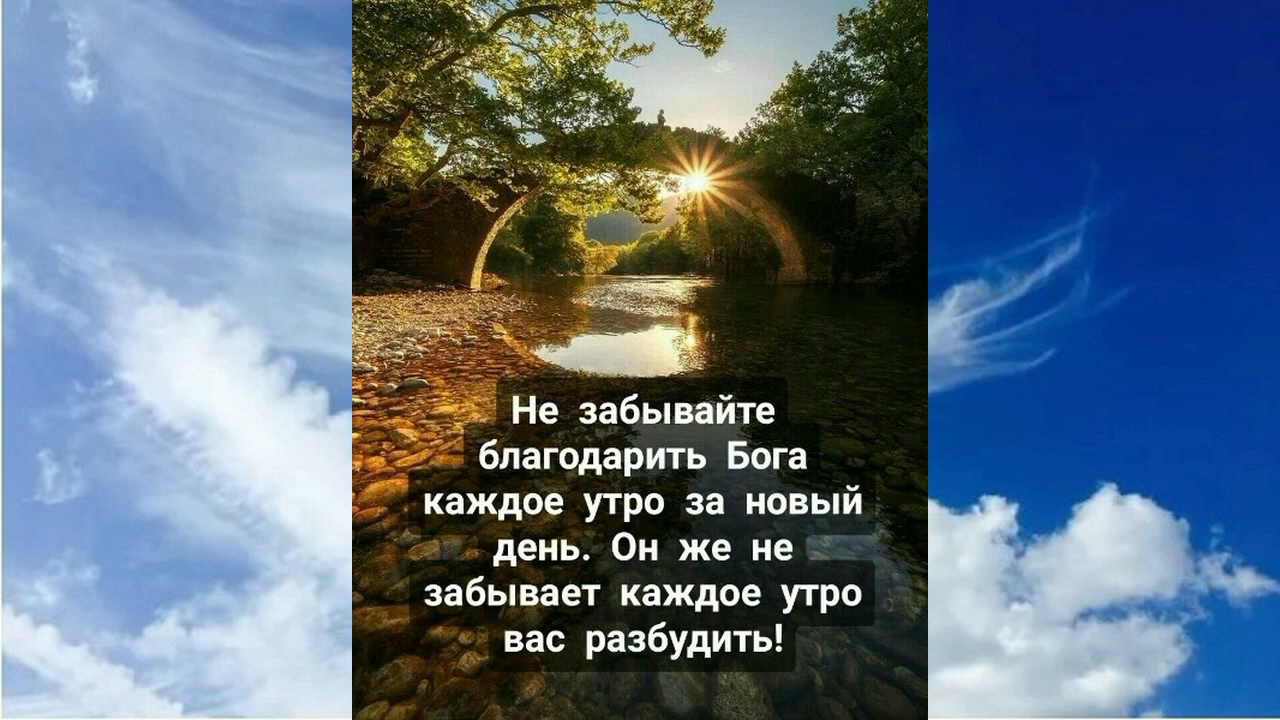 Не забывайте
благодарить Бога
каждое утро за новый
день. Он же не
забывает каждое утро
вас разбудить!